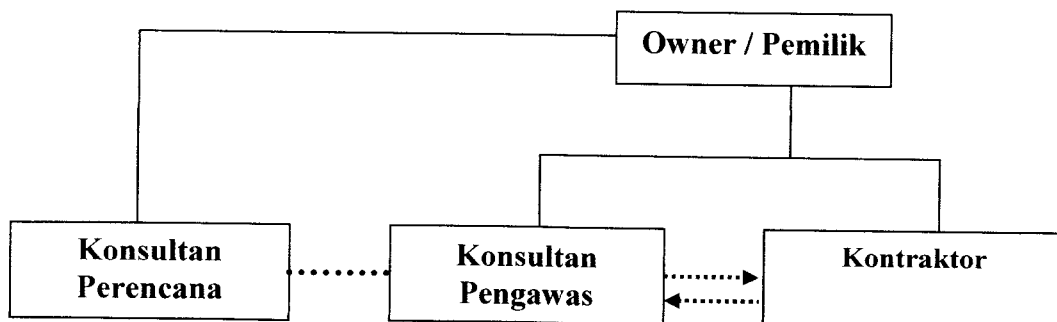 Owner / Pemilik
Konsultan
Perencana
Konsultan
Pengawas
Kontraktor